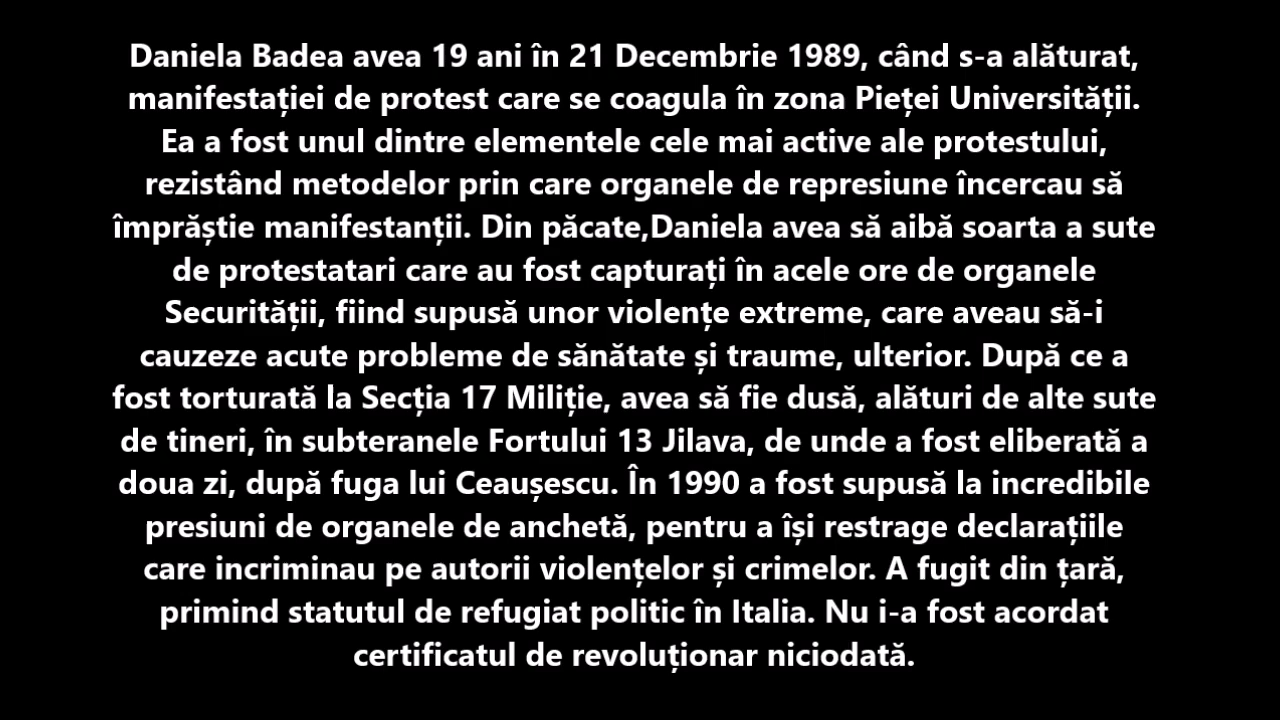 Daniela Badea avea 19 ani în 21 Decembrie 1989, când s-a alăturat,
manifestației de protest care se coagula în zona Pieței Universității.
Ea a fost unul dintre elementele cele mai active ale protestului,
rezistând metodelor prin care organele de represiune încercau să
împrăștie manifestanții. Din păcate,Daniela avea să aibă soarta a sute
de protestatari care au fost capturați în acele ore de organele
Securității, fiind supusă unor violențe extreme, care aveau să-i
cauzeze acute probleme de sănătate și traume, ulterior. După ce a
fost torturată la Secția 17 Miliție, avea să fie dusă, alături de alte sute
de tineri, în subteranele Fortului 13 Jilava, de unde a fost eliberată a
doua zi, după fuga lui Ceaușescu. În 1990 a fost supusă la incredibile
presiuni de organele de anchetă, pentru a își restrage declarațiile
care incriminau pe autorii violențelor și crimelor. A fugit din țară,
primind statutul de refugiat politic în Italia. Nu i-a fost acordat
certificatul de revoluționar niciodată.